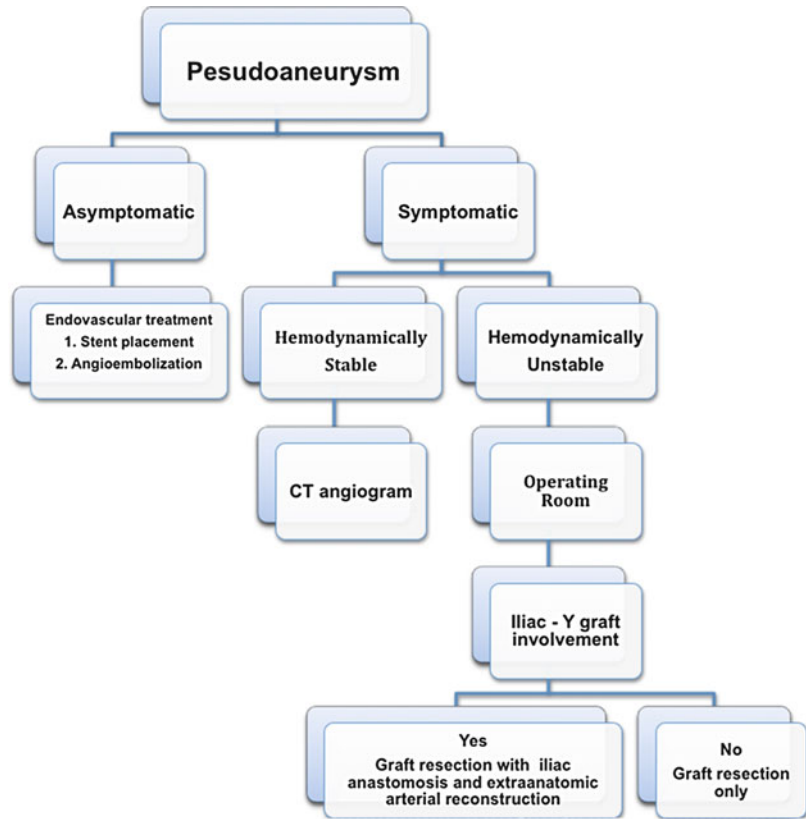 Pesudoaneurysm
Asymptomatic
Symptomatic
Endovascular treatment
1. Stent placement
2. Angioembolization
Hemodynamically
Stable
Hemodynamically
Unstable
CT angiogram
Operating
Room
Iliac - Y graft
involvement
Yes
Graft resection with iliac
anastomosis and extraanatomic
arterial reconstruction
No
Graft resection
only